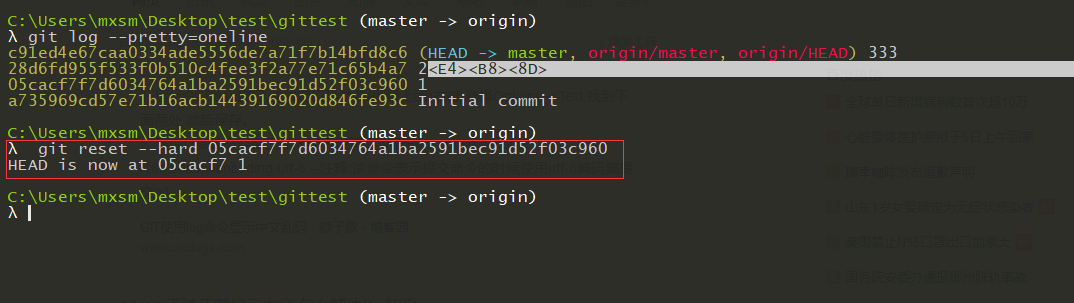 C:\Users\mxsm\Desktop\test\gittest (master -> origin)
λ git log --pretty=oneline
c91ed4e67caa0334ade5556de7a71f7b14bfd8c6 (HEAD -> master, origin/master, origin/HEAD) 333
28d6fd955f533f0b510c4fee3f2a77e71c65b4a7 2<E4><B8><8D>
05cacf7f7d6034764a1ba2591bec91d52f03c960 1
a735969cd57e71b16acb14439169020d846fe93c Initial commit
C:\Users\mxsm\Desktop\test\gittest (master -> origin)
λ  git reset --hard 05cacf7f7d6034764a1ba2591bec91d52f03c960
HEAD is now at 05cacf7 1
C:\Users\mxsm\Desktop\test\gittest (master -> origin)
λ